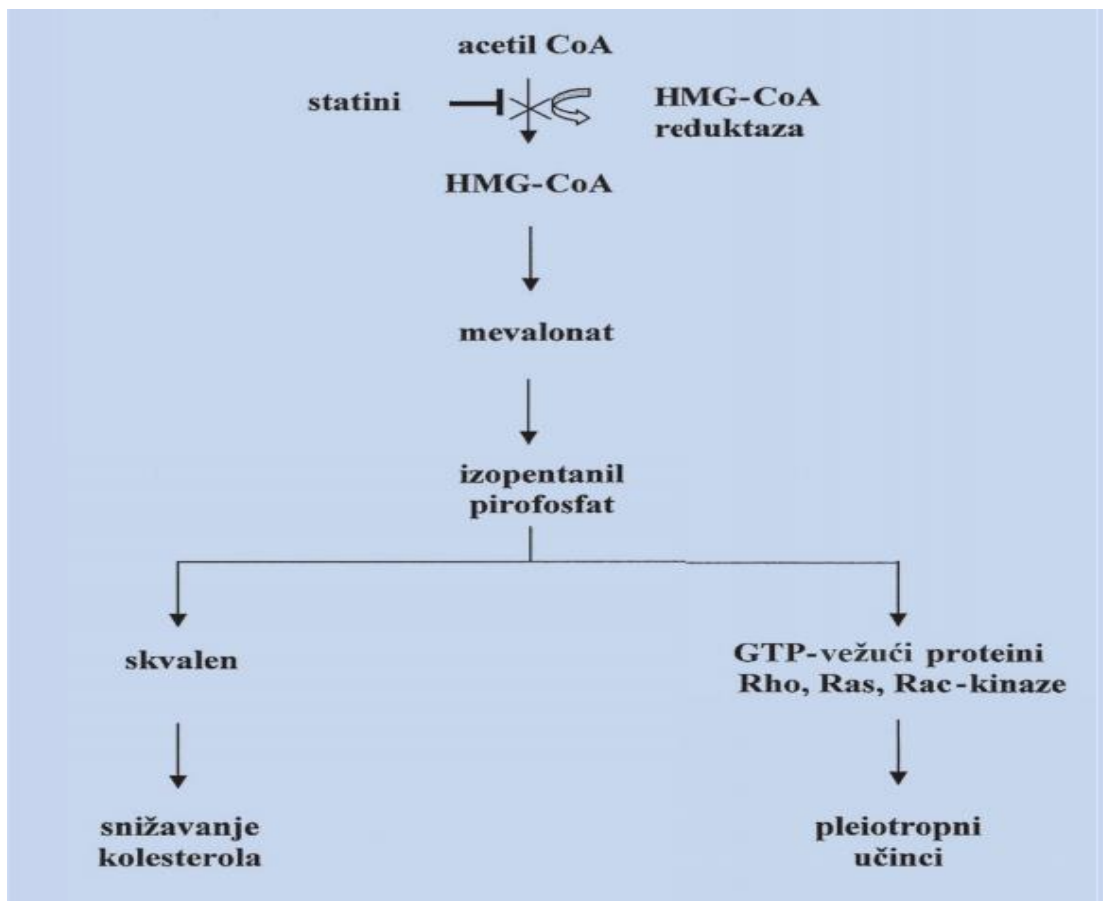 acetil CoA
statini
HMG-CoA
reduktaza
HMG-CoA
mevalonat
izopentanil
pirofosfat
skvalen
GTP-vežući proteini
Rho, Ras, Rac-kinaze
snižavanje
kolesterola
pleiotropni
učinci